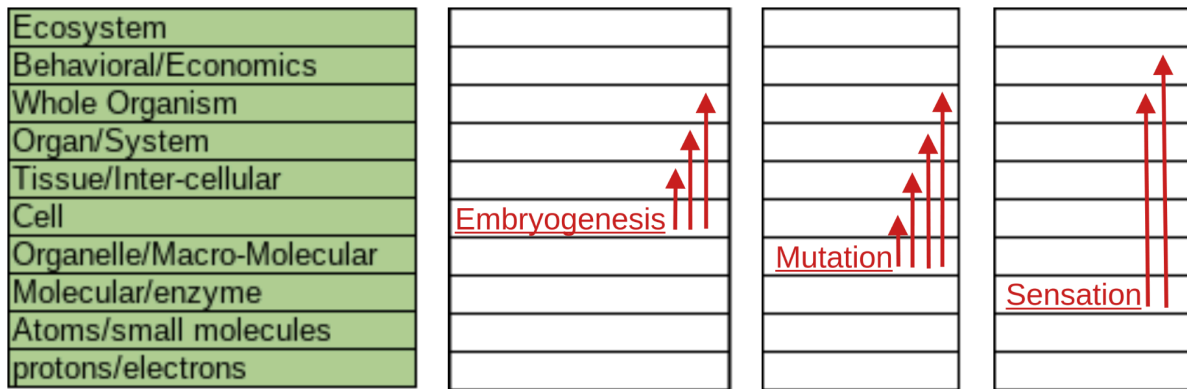 Ecosystem
Behavioral/Economics
Whole Organism
Organ/System
Tissue/Inter-cellular
Cell
Organelle/Macro-Molecular
Molecular/enzyme
Atoms/small molecules
protons/electrons
Embryogenesis
Mutation
Sensation